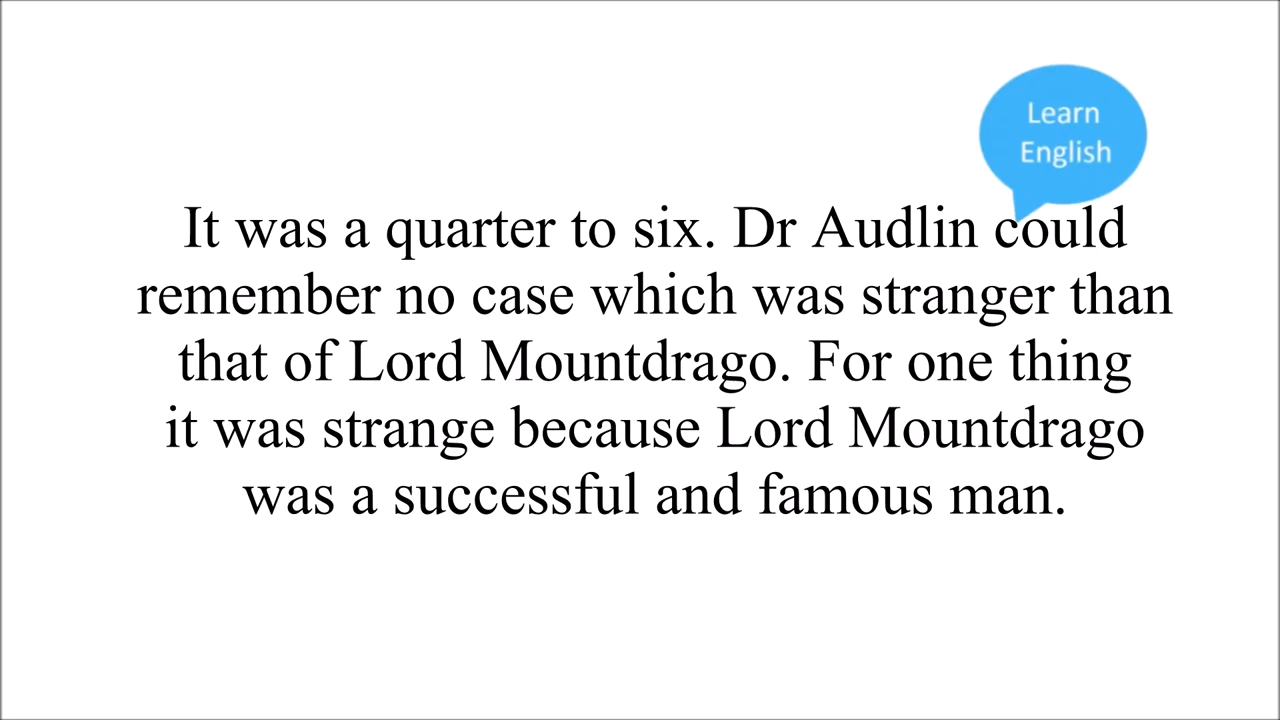 Learn
English
It was a quarter to six. Dr Audlin could
remember no case which was stranger than
that of Lord Mountdrago. For one thing
it was strange because Lord Mountdrago
was a successful and famous man.